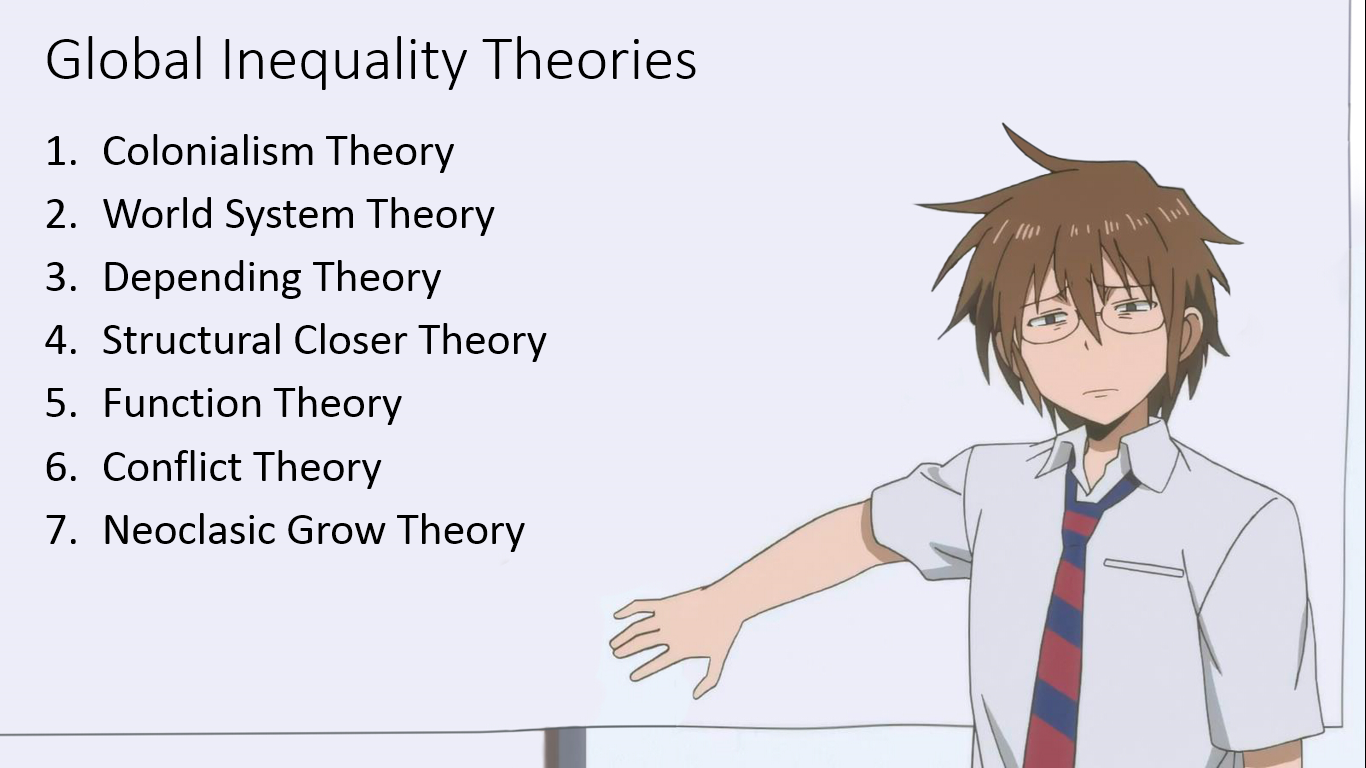 Global Inequality Theories
1. Colonialism Theory
2. World System Theory
3. Depending Theory
4. Structural Closer Theory
5. Function Theory
6. Conflict Theory
7. Neoclasic Grow Theory